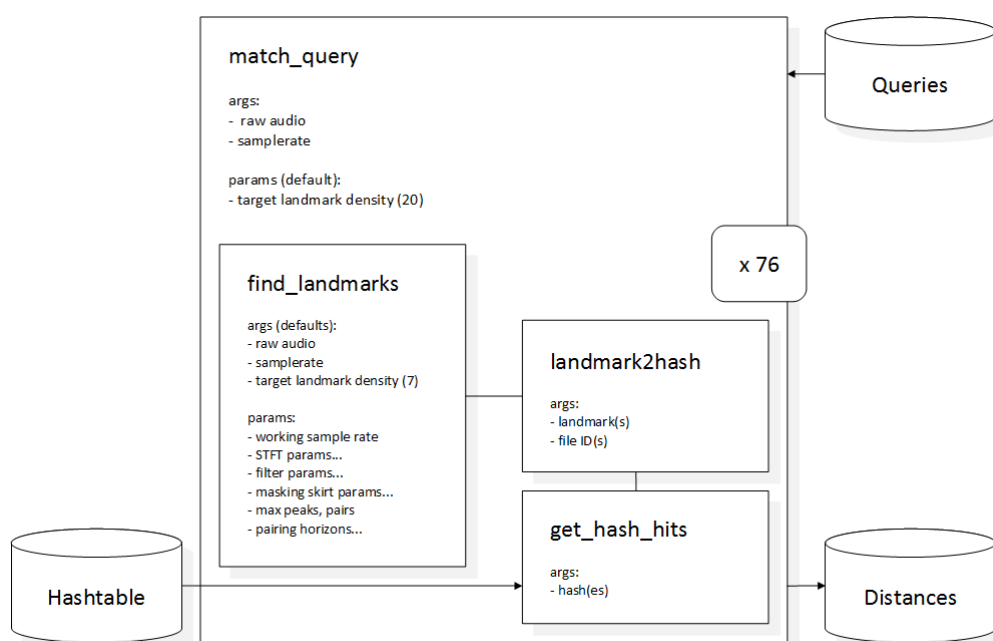 match_query
args:
- raw audio
- samplerate
params (default):
- target landmark density (20)
Queries
x 76
find_landmarks
args (defaults):
- raw audio
- samplerate
- target landmark density (7)
params:
- working sample rate
- STFT params...
- filter params...
- masking skirt params...
- max peaks, pairs
- pairing horizons...
landmark2hash
args:
- landmark(s)
- file ID(s)
get_hash_hits
args:
- hash(es)
Hashtable
Distances